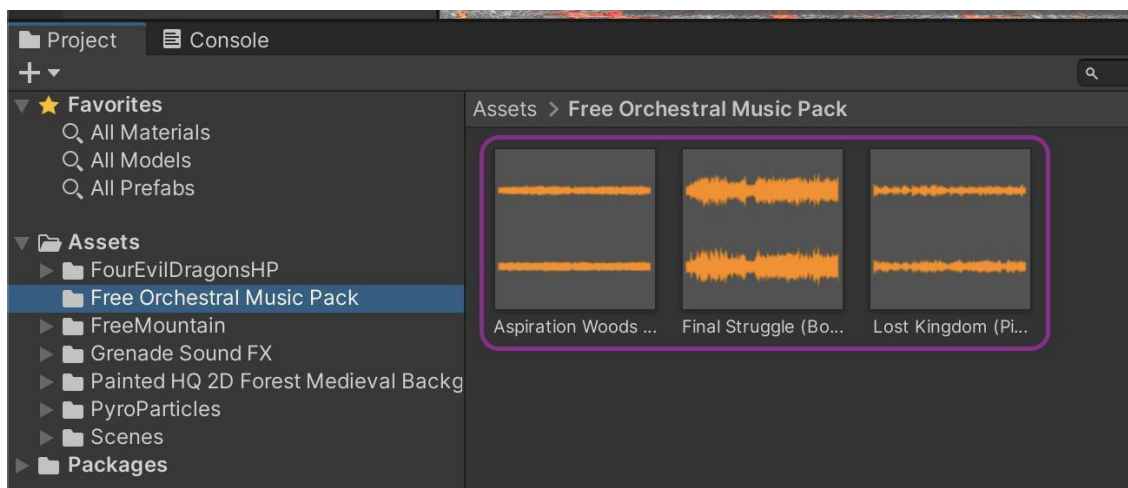 Project Console
Favorites
All Materials
All Models
All Prefabs
Assets
FourEvilDragonsHP
Free Orchestral Music Pack
FreeMountain
Grenade Sound FX
Painted HQ 2D Forest Medieval Backg
PyroParticles
Scenes
Packages
Assets > Free Orchestral Music Pack
Aspiration Woods ... Final Struggle (Bo... Lost Kingdom (Pi...